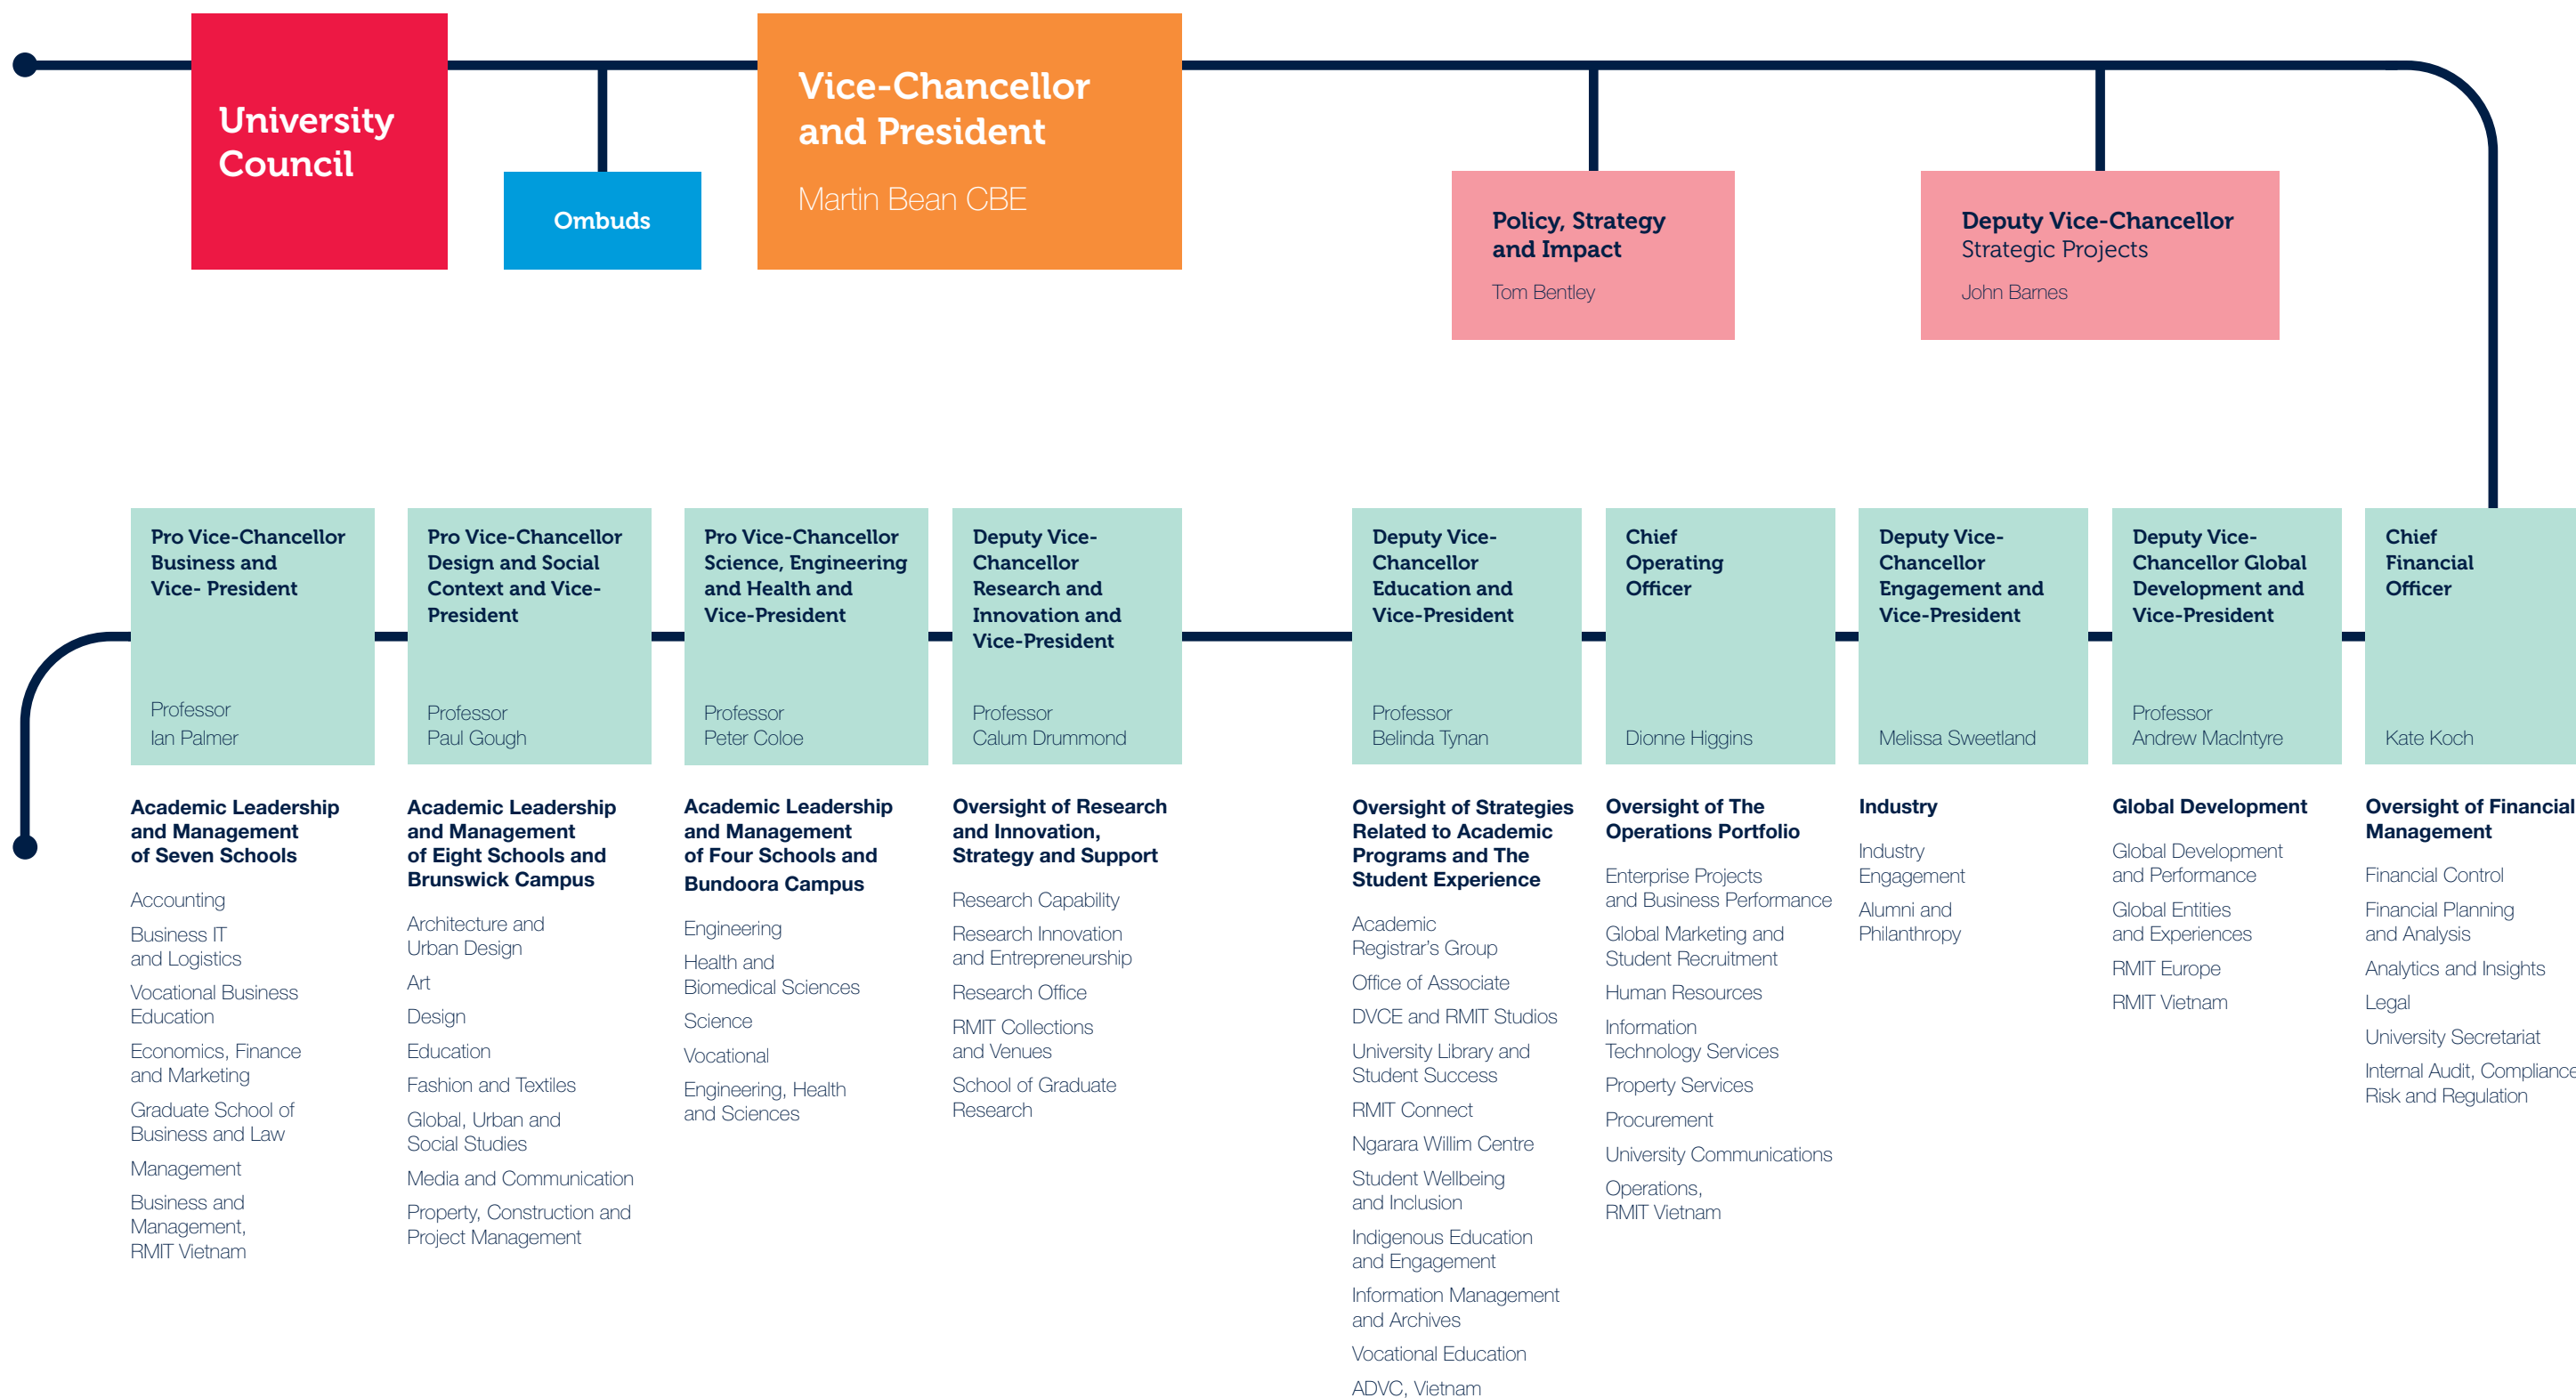 University
Council
Ombuds
Vice-Chancellor
and President
Martin Bean CBE
Policy, Strategy
and Impact
Tom Bentley
Deputy Vice-Chancellor
Strategic Projects
John Barnes
Pro Vice-Chancellor
Business and
Vice- President
Professor
Ian Palmer
Academic Leadership
and Management
of Seven Schools
Accounting
Business IT
and Logistics
Vocational Business
Education
Economics, Finance
and Marketing
Graduate School of
Business and Law
Management
Business and
Management,
RMIT Vietnam
Pro Vice-Chancellor
Design and Social
Context and Vice-
President
Professor
Paul Gough
Academic Leadership
and Management
of Eight Schools and
Brunswick Campus
Architecture and
Urban Design
Art
Design
Education
Fashion and Textiles
Global, Urban and
Social Studies
Media and Communication
Property, Construction and
Project Management
Pro Vice-Chancellor
Science, Engineering
and Health and
Vice-President
Professor
Peter Coloe
Academic Leadership
and Management
of Four Schools and
Bundoora Campus
Engineering
Health and
Biomedical Sciences
Science
Vocational
Engineering, Health
and Sciences
Deputy Vice-
Chancellor
Research and
Innovation and
Vice-President
Professor
Calum Drummond
Oversight of Research
and Innovation,
Strategy and Support
Research Capability
Research Innovation
and Entrepreneurship
Research Office
RMIT Collections
and Venues
School of Graduate
Research
Deputy Vice-
Chancellor
Education and
Vice-President
Professor
Belinda Tynan
Oversight of Strategies
Related to Academic
Programs and The
Student Experience
Academic
Registrar's Group
Office of Associate
DVCE and RMIT Studios
University Library and
Student Success
RMIT Connect
Ngarara Willim Centre
Student Wellbeing
and Inclusion
Indigenous Education
and Engagement
Information Management
and Archives
Vocational Education
ADVC, Vietnam
Chief
Operating
Officer
Dionne Higgins
Oversight of The
Operations Portfolio
Enterprise Projects
and Business Performance
Global Marketing and
Student Recruitment
Human Resources
Information
Technology Services
Property Services
Procurement
University Communications
Operations,
RMIT Vietnam
Deputy Vice-
Chancellor
Engagement and
Vice-President
Melissa Sweetland
Industry
Industry
Engagement
Alumni and
Philanthropy
Deputy Vice-
Chancellor Global
Development and
Vice-President
Professor
Andrew MacIntyre
Global Development
Global Development
and Performance
Global Entities
and Experiences
RMIT Europe
RMIT Vietnam
Chief
Financial
Officer
Kate Koch
Oversight of Financial
Management
Financial Control
Financial Planning
and Analysis
Analytics and Insights
Legal
University Secretariat
Internal Audit, Compliance
Risk and Regulation